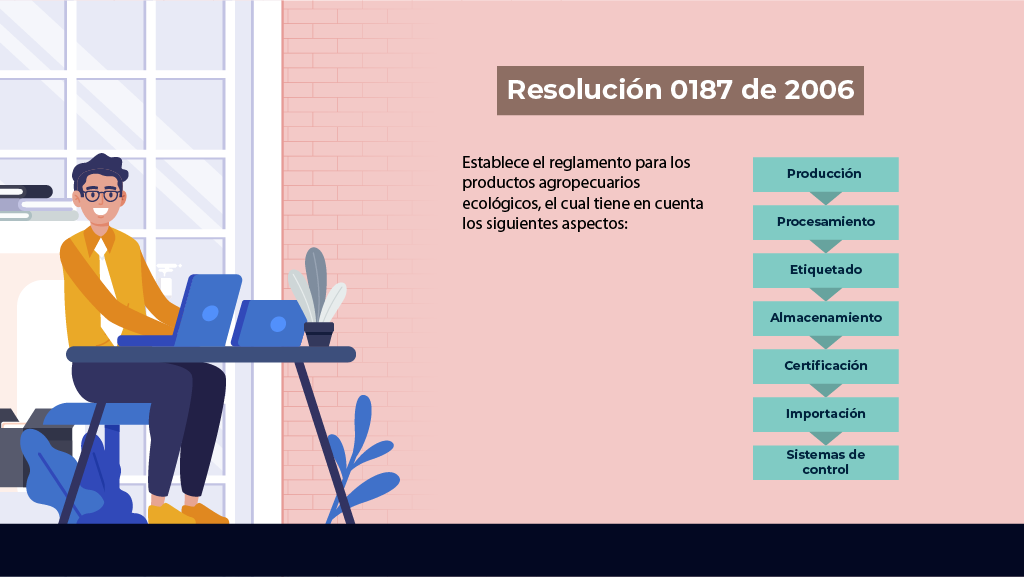 Resolución 0187 de 2006
Establece el reglamento para los
productos agropecuarios
ecológicos, el cual tiene en cuenta
los siguientes aspectos:
Producción
Procesamiento
Etiquetado
Almacenamiento
Certificación
Importación
Sistemas de
control